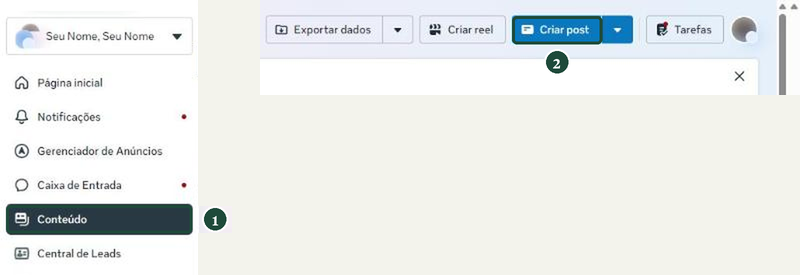 Seu Nome, Seu Nome
Exportar dados
Criar reel
Criar post
Tarefas
2
Página inicial
Notificações
Gerenciador de Anúncios
Caixa de Entrada
Conteúdo
1
Central de Leads